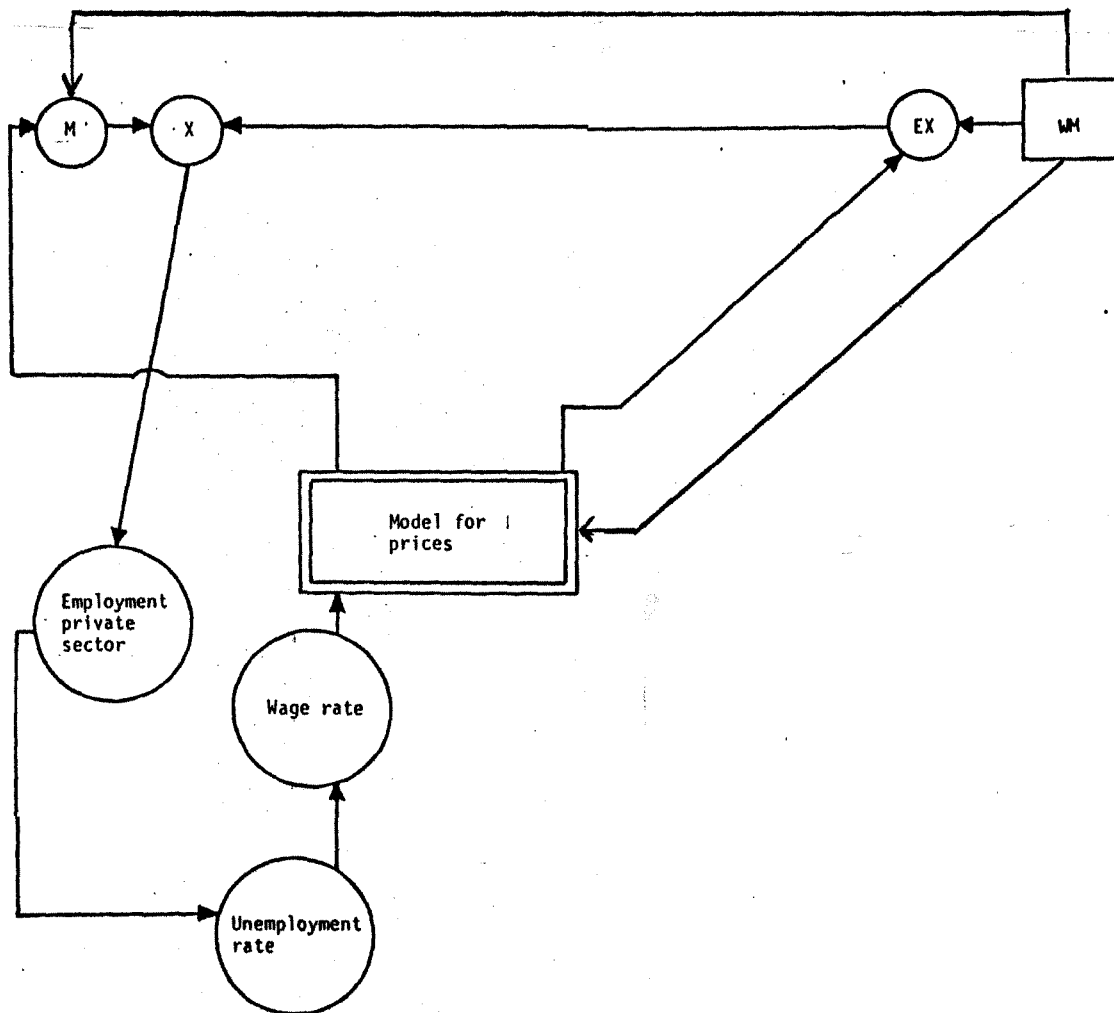 M
X
EX
WM
Model for
prices
Employment
private
sector
Wage rate
Unemployment
rate